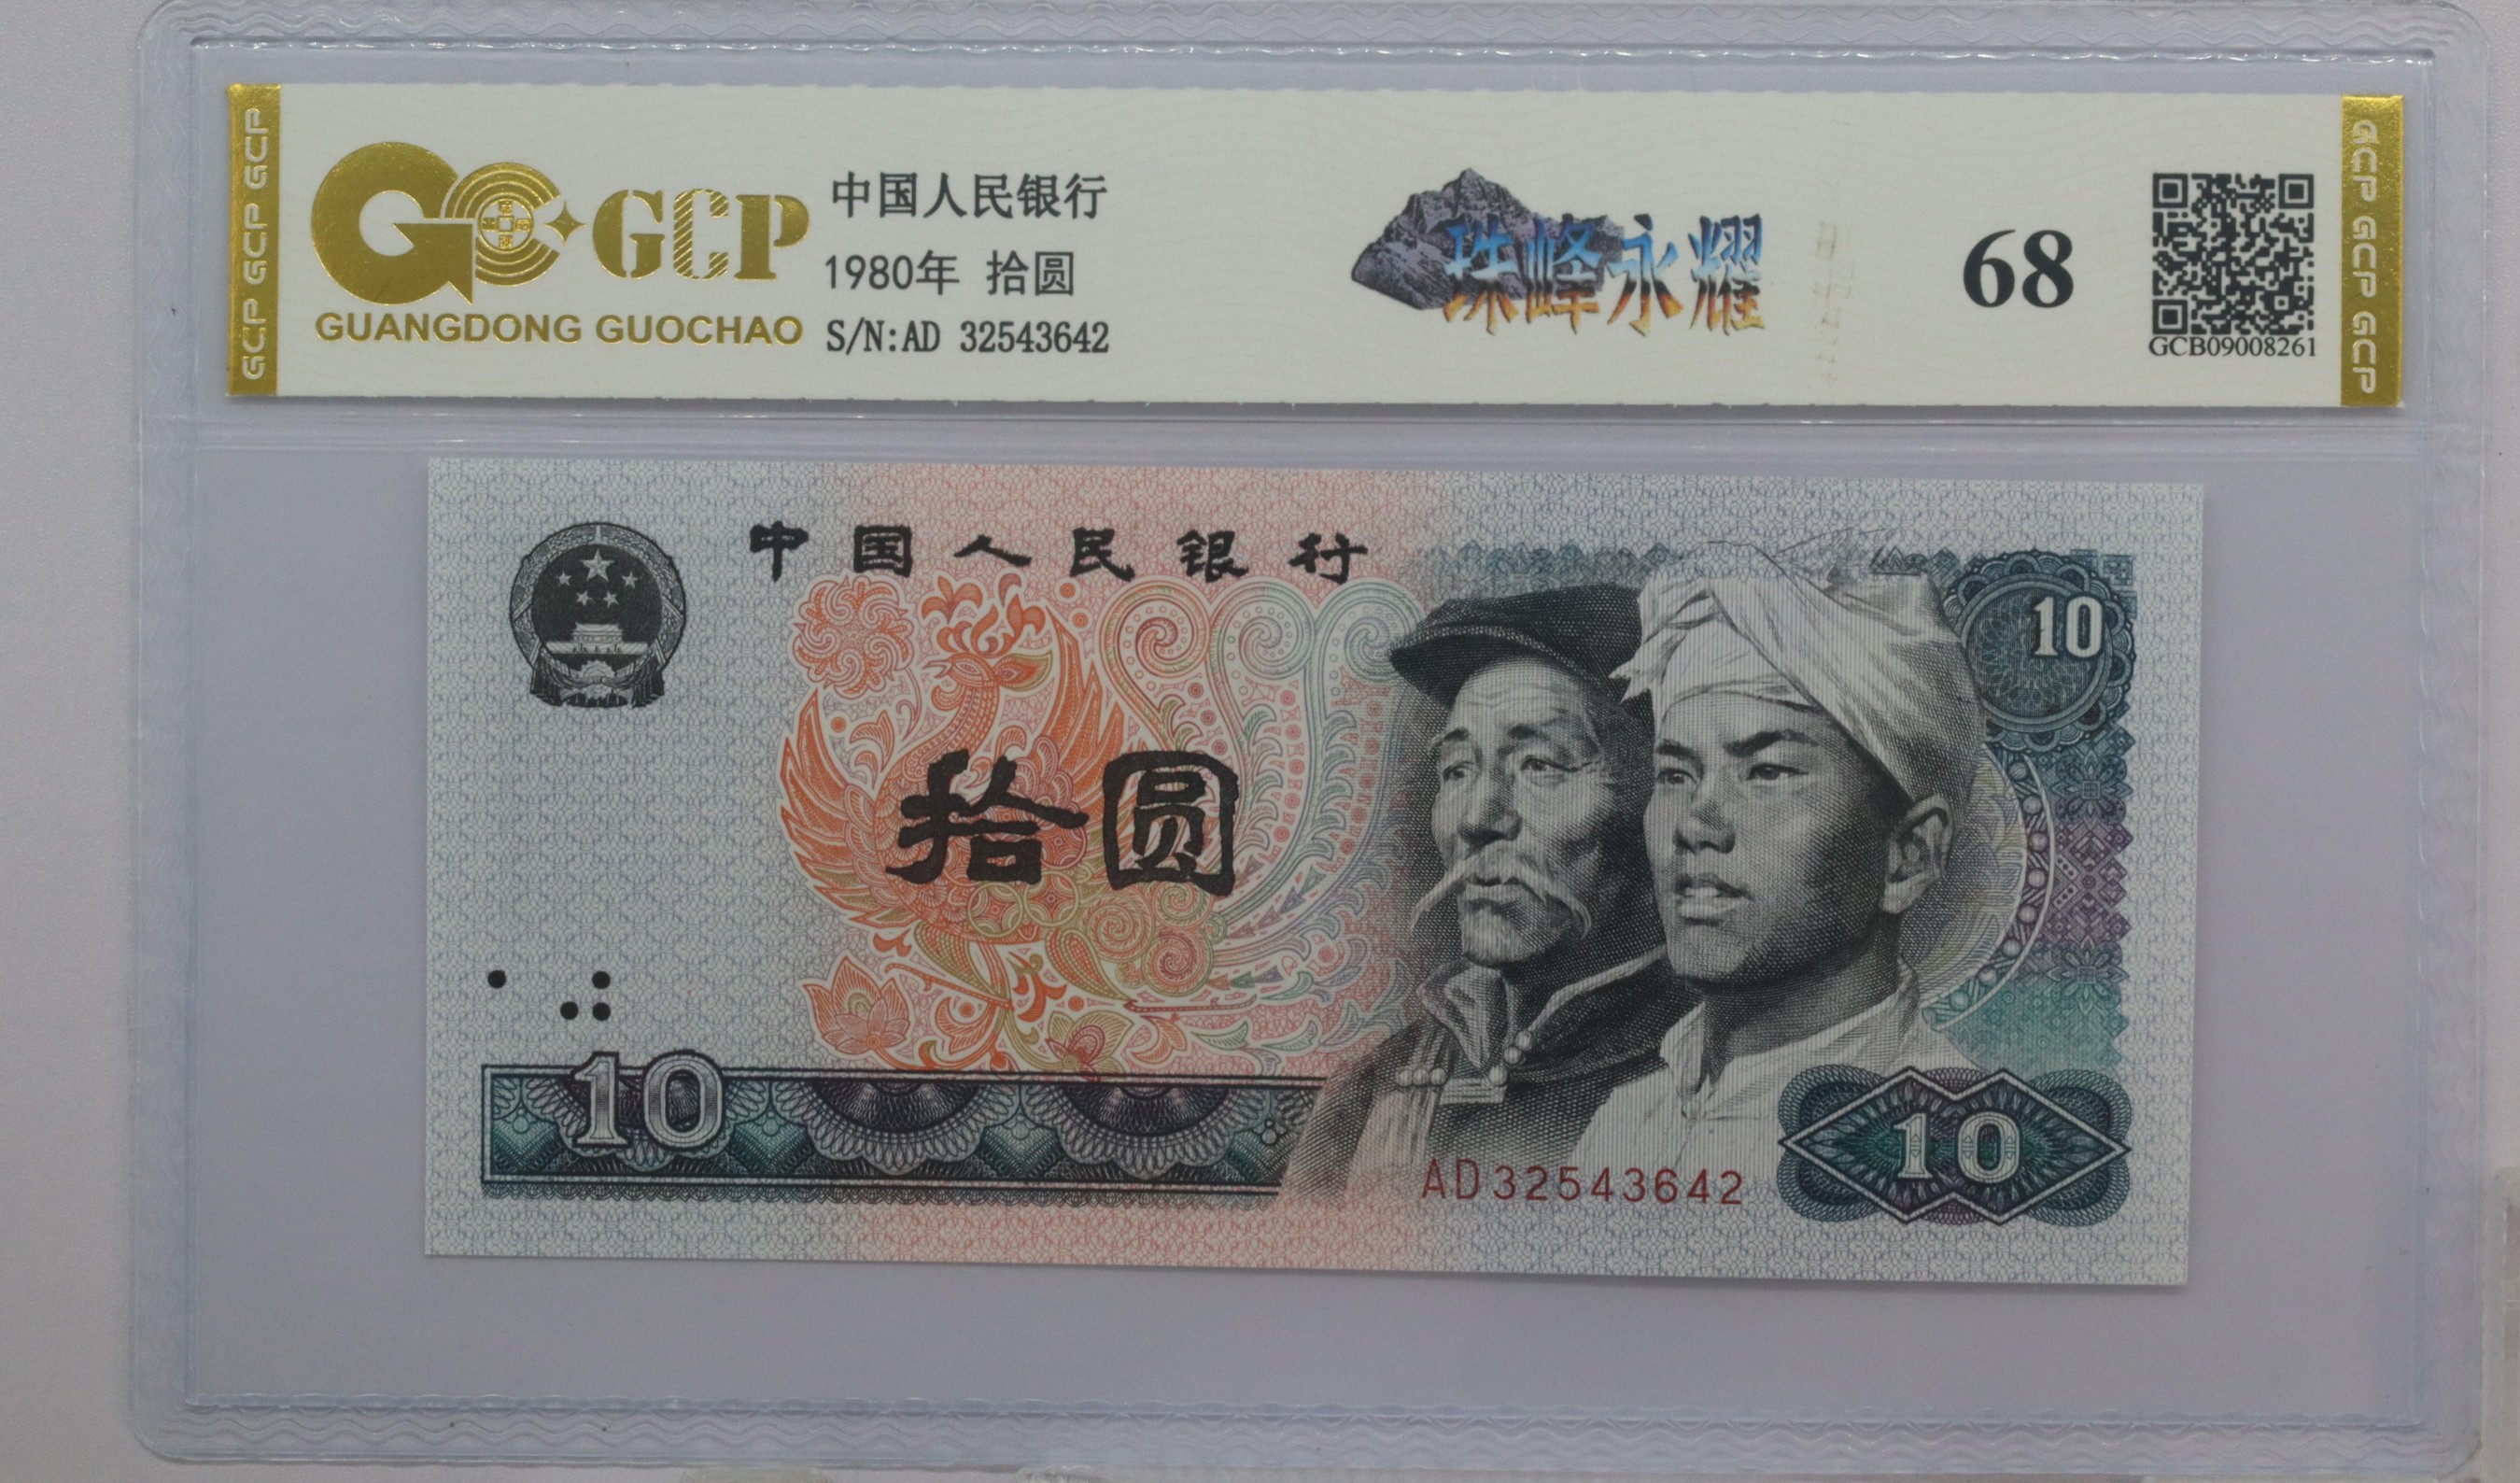 GCP GCP GCP
GCP
GUANGDONG GUOCHAO
中国人民银行
1980年 拾圆
S/N:AD 32543642
珠峰永耀
68
GCB09008261
GCP GCP GCP
中国人民银行
10
拾圆
10
AD32543642
10